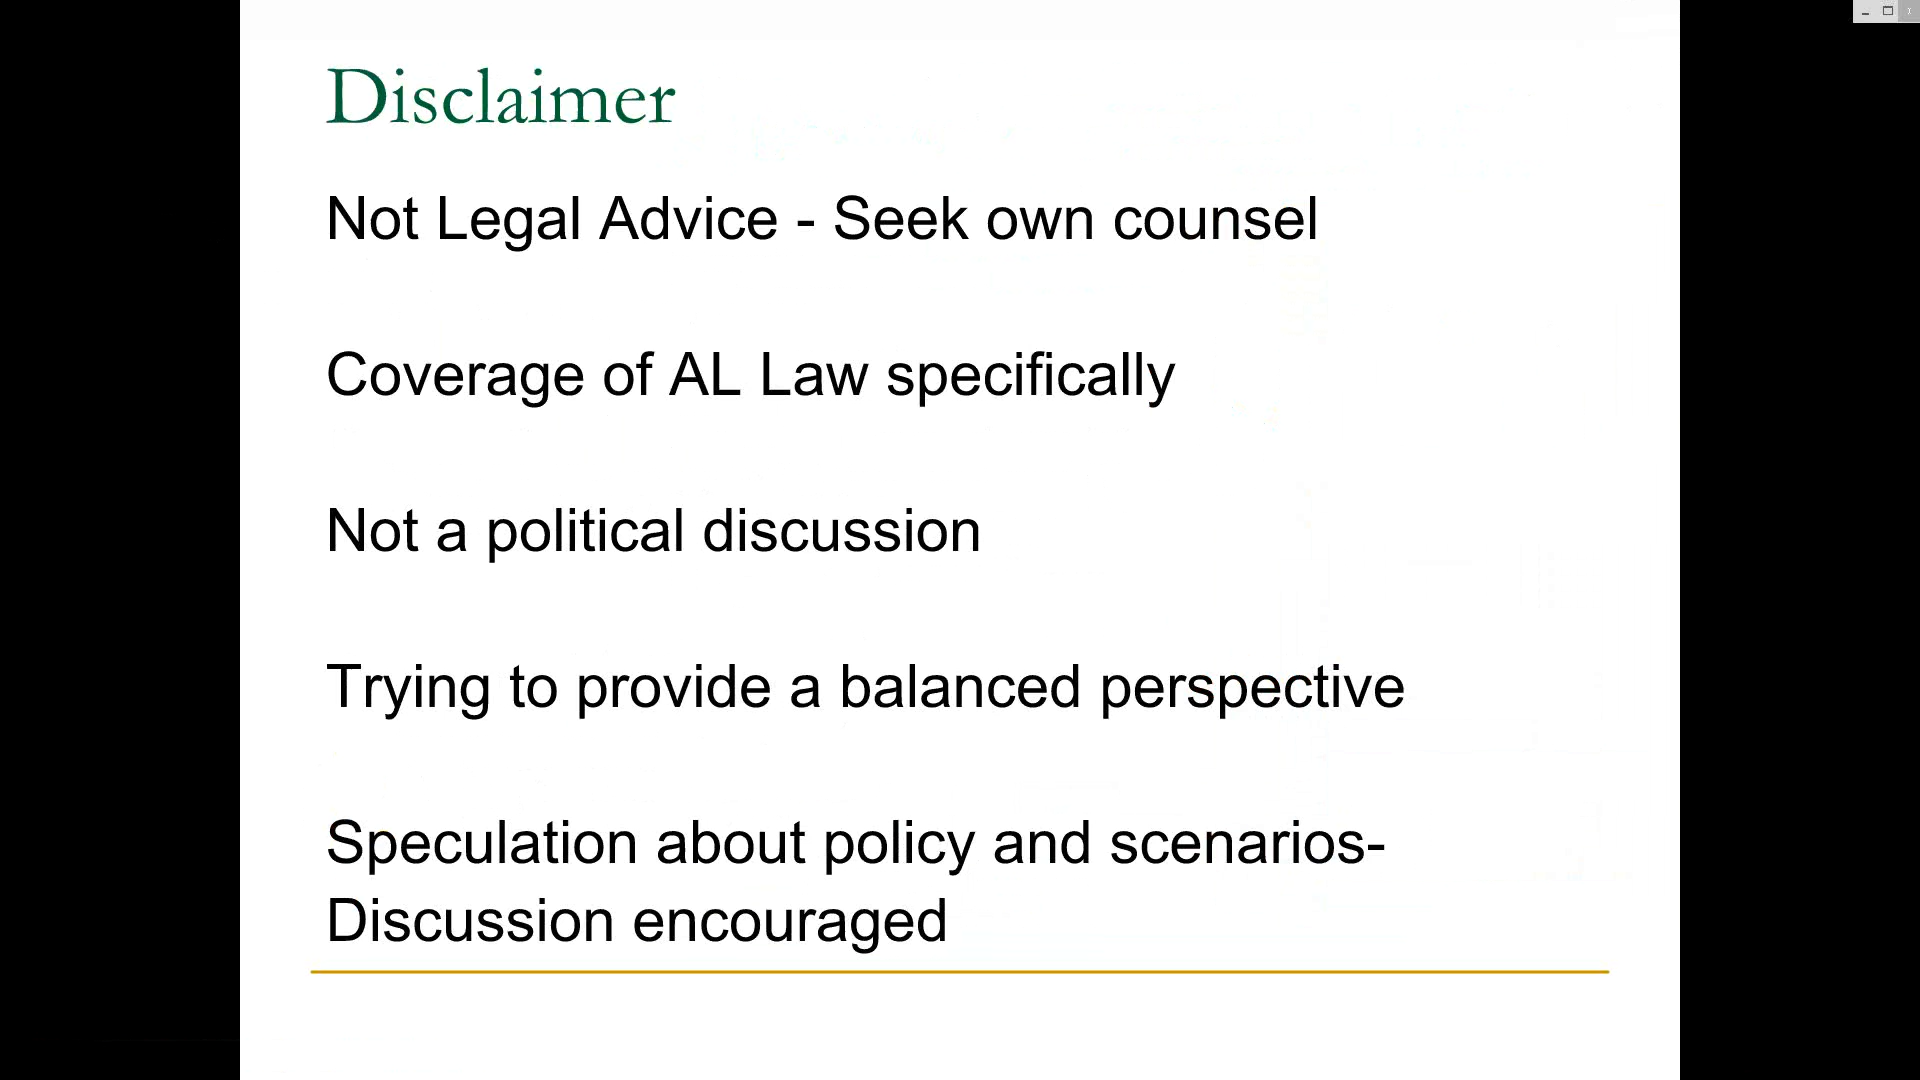 Disclaimer
Not Legal Advice - Seek own counsel
Coverage of AL Law specifically
Not a political discussion
Trying to provide a balanced perspective
Speculation about policy and scenarios-
Discussion encouraged